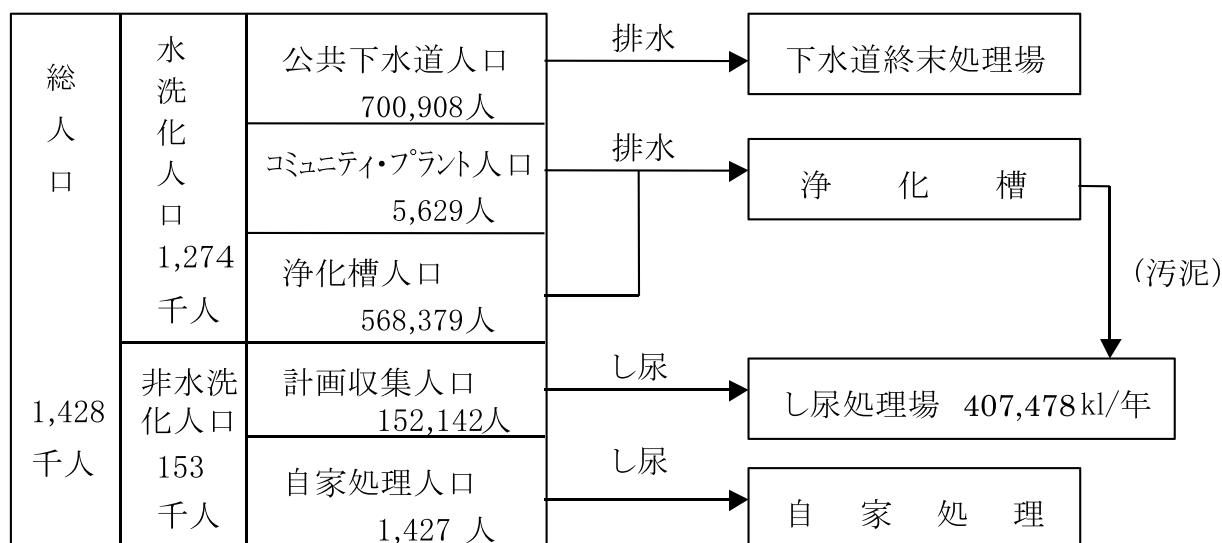 総人口
1,428
千人
水洗化人口
1,274
千人
公共下水道人口
700,908人
コミュニティ・プラント人口
5,629人
浄化槽人口
568,379人
非水洗
化人口
153
千人
計画収集人口
152,142人
自家処理人口
1,427 人
排水
下水道終末処理場
排水
浄 化 槽
(汚泥)
し尿
し尿処理場 407,478kl/年
し尿
自 家 処 理